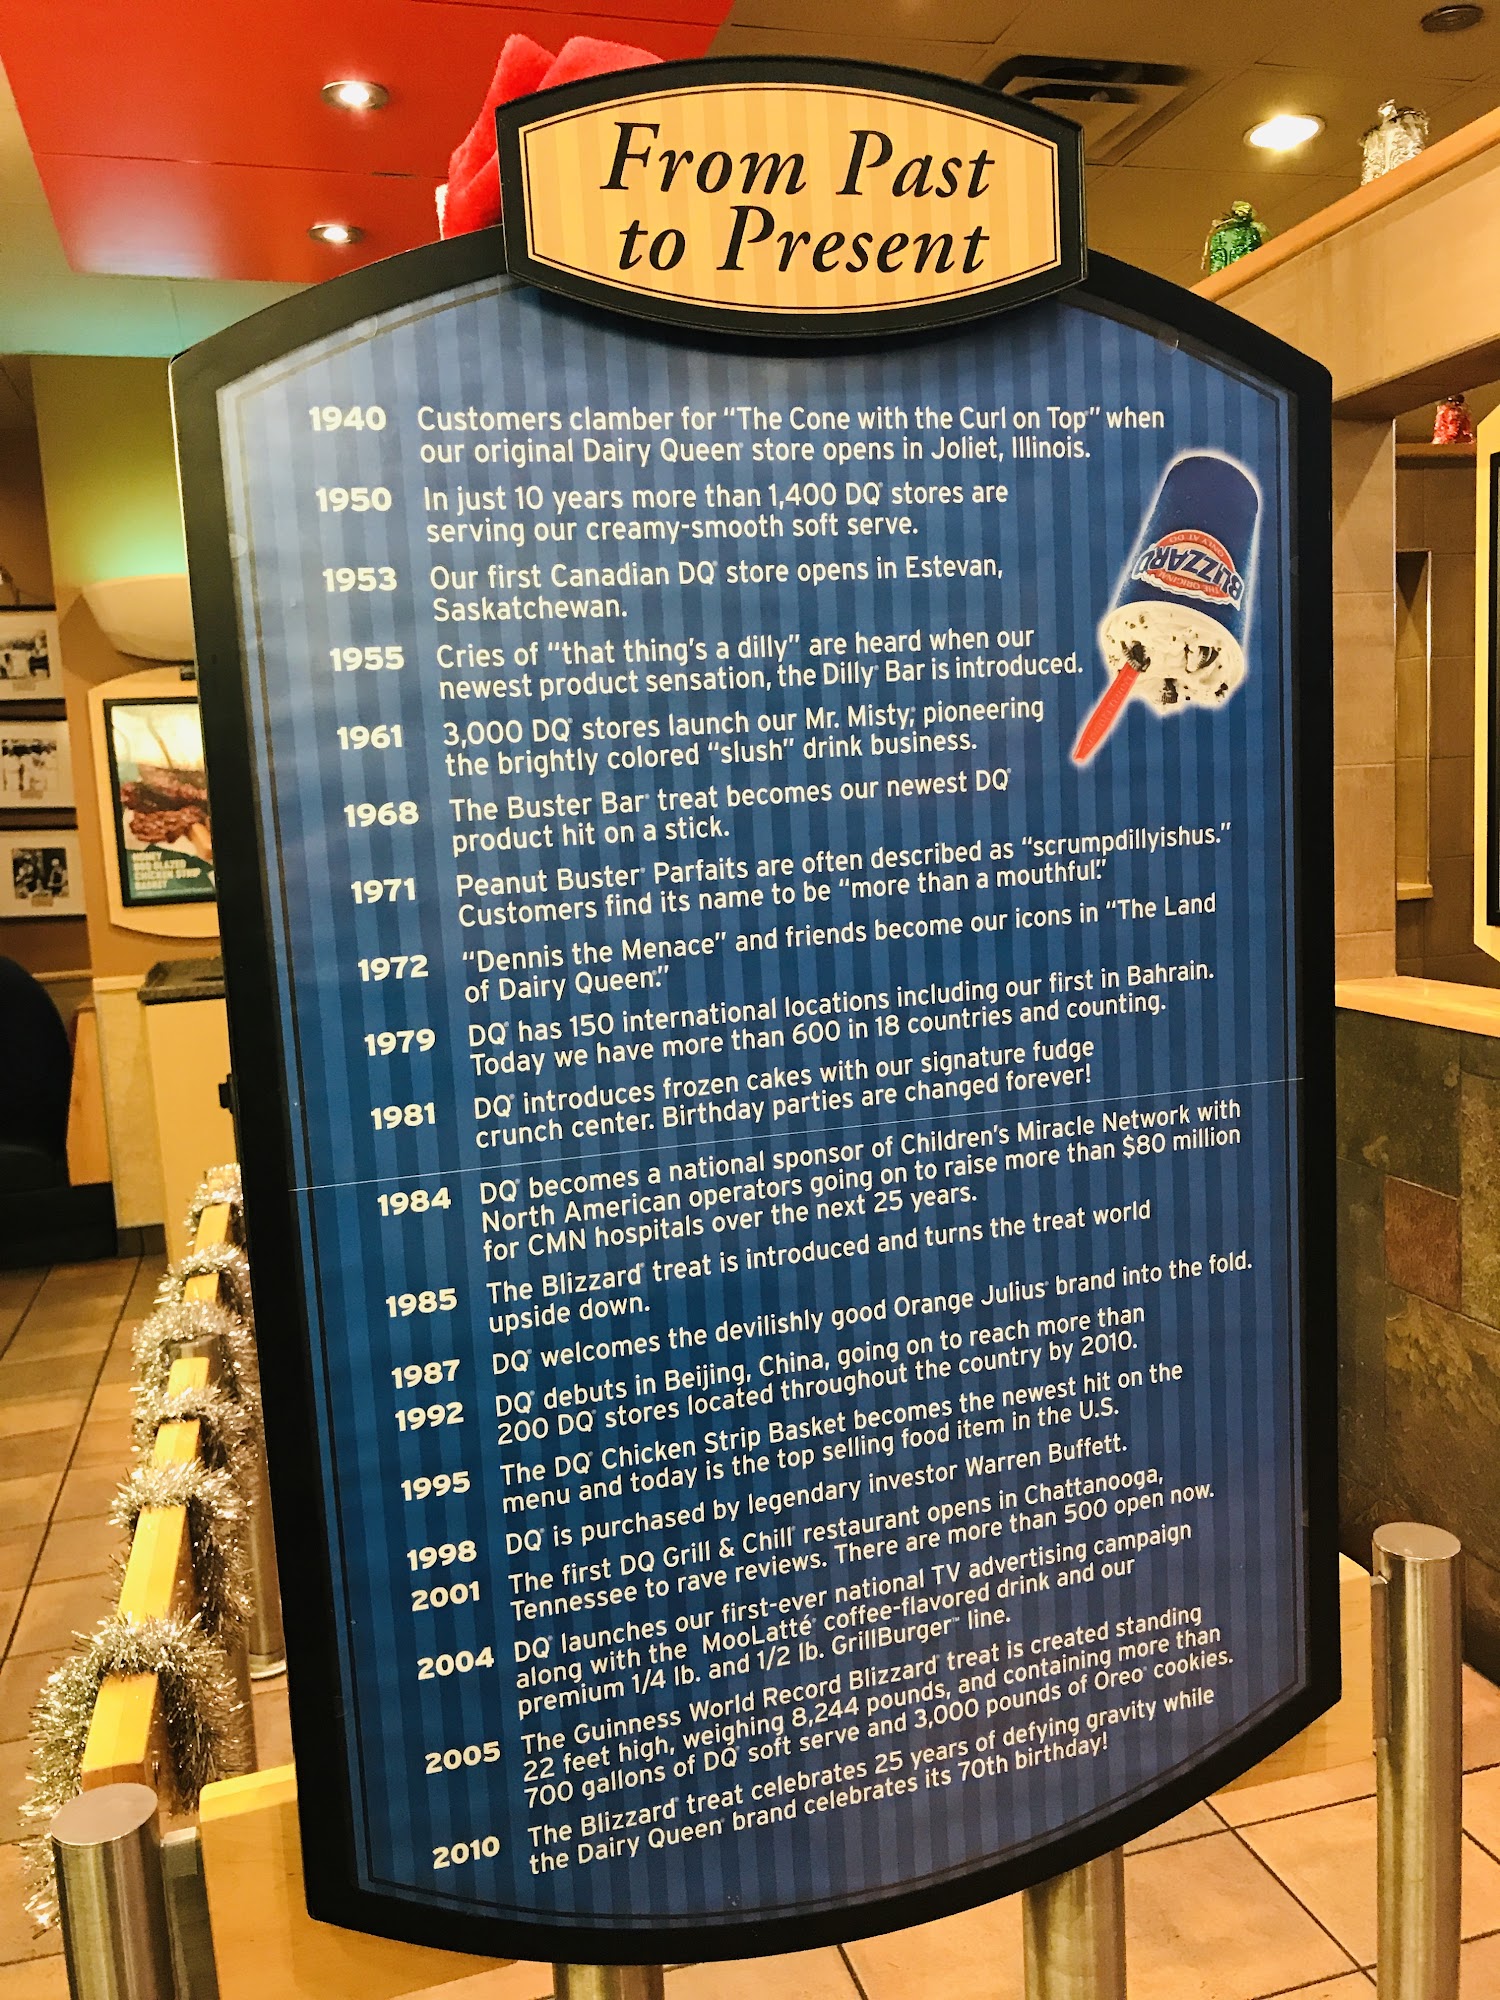 From Past
to Present
1940 Customers clamber for “The Cone with the Curl on Top” when
our original Dairy Queen® store opens in Joliet, Illinois.
1950 In just 10 years more than 1,400 DQ® stores are
serving our creamy-smooth soft serve.
1953 Our first Canadian DQ® store opens in Estevan,
Saskatchewan.
1955 Cries of “that thing’s a dilly” are heard when our
newest product sensation, the Dilly® Bar is introduced.
1961 3,000 DQ® stores launch our Mr. Misty®, pioneering
the brightly colored “slush” drink business.
1968 The Buster Bar® treat becomes our newest DQ®
product hit on a stick.
1971 Peanut Buster® Parfaits are often described as “scrumpdillyishus.”
Customers find its name to be “more than a mouthful.”
1972 “Dennis the Menace” and friends become our icons in “The Land
of Dairy Queen®.”
1979 DQ® has 150 international locations including our first in Bahrain.
Today we have more than 600 in 18 countries and counting.
1981 DQ® introduces frozen cakes with our signature fudge
crunch center. Birthday parties are changed forever!
1984 DQ® becomes a national sponsor of Children’s Miracle Network with
North American operators going on to raise more than $80 million
for CMN hospitals over the next 25 years.
1985 The Blizzard® treat is introduced and turns the treat world
upside down.
1987 DQ® welcomes the devilishly good Orange Julius® brand into the fold.
1992 DQ® debuts in Beijing, China, going on to reach more than
200 DQ® stores located throughout the country by 2010.
1995 The DQ® Chicken Strip Basket becomes the newest hit on the
menu and today is the top selling food item in the U.S.
1998 DQ® is purchased by legendary investor Warren Buffett.
2001 The first DQ Grill & Chill® restaurant opens in Chattanooga,
Tennessee to rave reviews. There are more than 500 open now.
2004 DQ® launches our first-ever national TV advertising campaign
along with the MooLatté® coffee-flavored drink and our
premium 1/4 lb. and 1/2 lb. GrillBurger™ line.
2005 The Guinness World Record Blizzard® treat is created standing
22 feet high, weighing 8,244 pounds, and containing more than
700 gallons of DQ® soft serve and 3,000 pounds of Oreo® cookies.
2010 The Blizzard® treat celebrates 25 years of defying gravity while
the Dairy Queen® brand celebrates its 70th birthday!
ONLY AT DQ
BLIZZARD
THE ORIGINAL
CHICKEN STRIP
BASKET